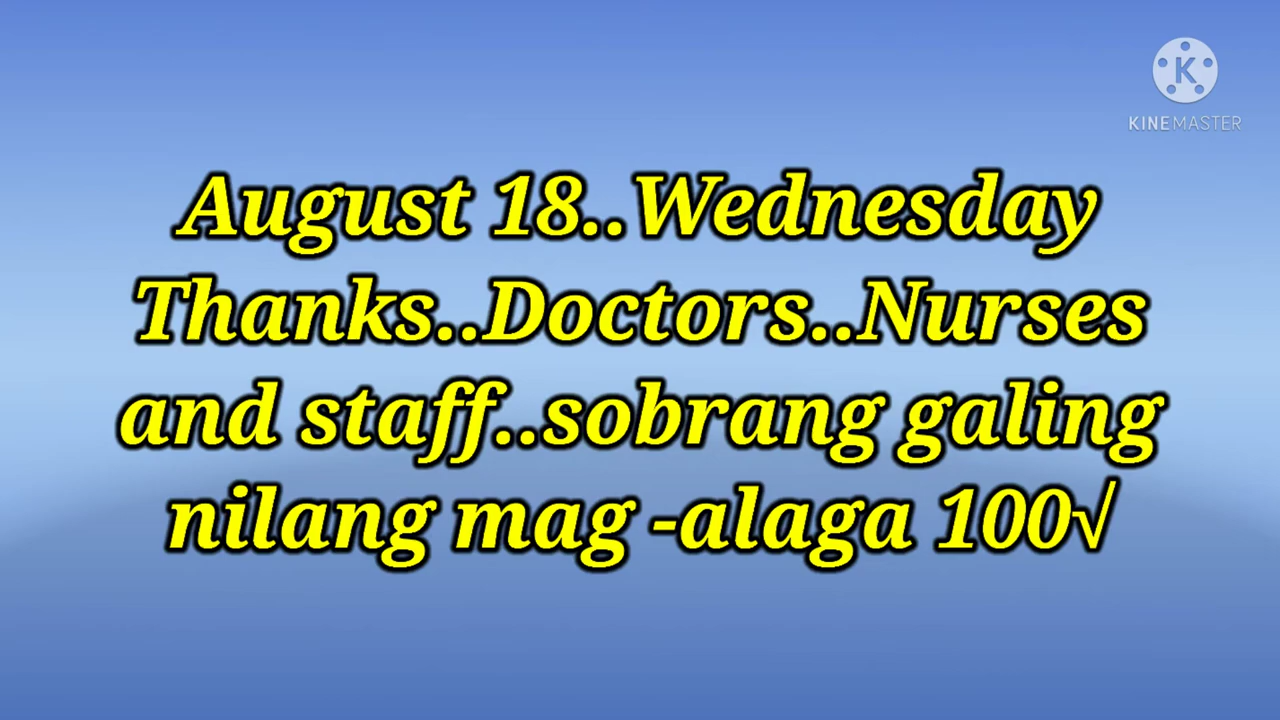 K
KINEMASTER
August 18..Wednesday
Thanks..Doctors..Nurses
and staff..sobrang galing
nilang mag -alaga 100√